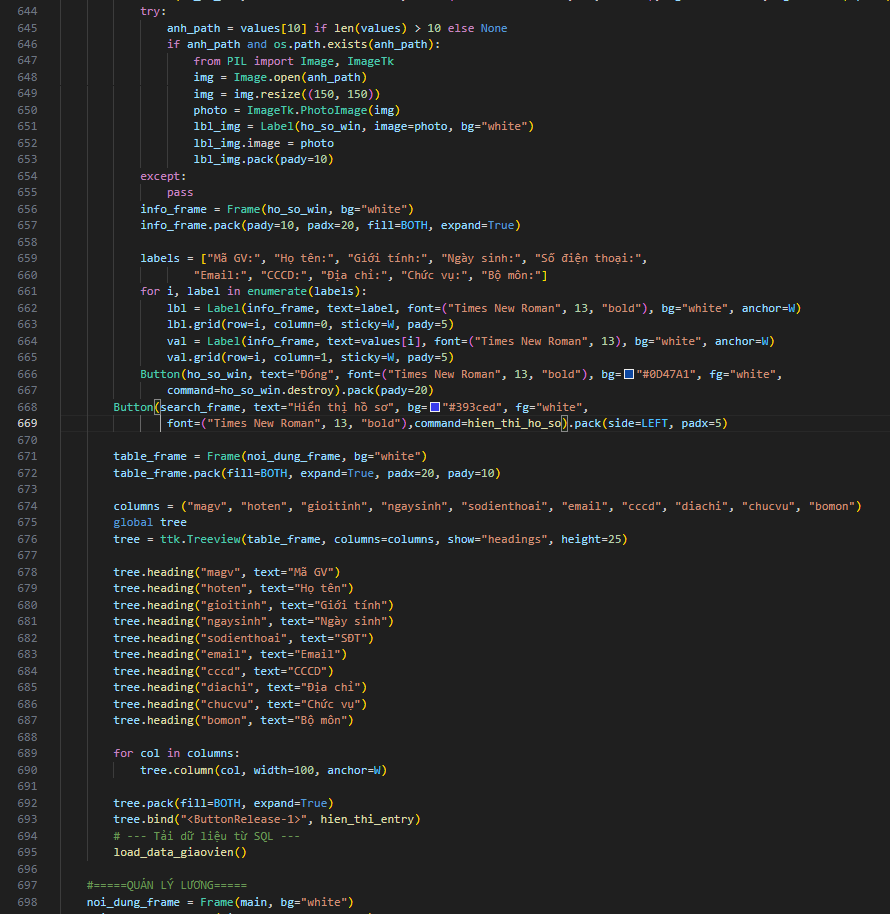 644 try:
645 anh_path = values[10] if len(values) > 10 else None
646 if anh_path and os.path.exists(anh_path):
647 from PIL import Image, ImageTk
648 img = Image.open(anh_path)
649 img = img.resize((150, 150))
650 photo = ImageTk.PhotoImage(img)
651 lbl_img = Label(ho_so_win, image=photo, bg="white")
652 lbl_img.image = photo
653 lbl_img.pack(pady=10)
654 except:
655 pass
656 info_frame = Frame(ho_so_win, bg="white")
657 info_frame.pack(pady=10, padx=20, fill=BOTH, expand=True)
658
659 labels = ["Mã GV:", "Họ tên:", "Giới tính:", "Ngày sinh:", "Số điện thoại:",
660 "Email:", "CCCD:", "Địa chỉ:", "Chức vụ:", "Bộ môn:"]
661 for i, label in enumerate(labels):
662 lbl = Label(info_frame, text=label, font=("Times New Roman", 13, "bold"), bg="white", anchor=W)
663 lbl.grid(row=i, column=0, sticky=W, pady=5)
664 val = Label(info_frame, text=values[i], font=("Times New Roman", 13), bg="white", anchor=W)
665 val.grid(row=i, column=1, sticky=W, pady=5)
666 Button(ho_so_win, text="Đóng", font=("Times New Roman", 13, "bold"), bg="#0D47A1", fg="white",
667 command=ho_so_win.destroy).pack(pady=20)
668 Button(search_frame, text="Hiển thị hồ sơ", bg="#393ced", fg="white",
669 font=("Times New Roman", 13, "bold"),command=hien_thi_ho_so).pack(side=LEFT, padx=5)
670
671 table_frame = Frame(noi_dung_frame, bg="white")
672 table_frame.pack(fill=BOTH, expand=True, padx=20, pady=10)
673
674 columns = ("magv", "hoten", "gioitinh", "ngaysinh", "sodienthoai", "email", "cccd", "diachi", "chucvu", "bomon")
675 global tree
676 tree = ttk.Treeview(table_frame, columns=columns, show="headings", height=25)
677
678 tree.heading("magv", text="Mã GV")
679 tree.heading("hoten", text="Họ tên")
680 tree.heading("gioitinh", text="Giới tính")
681 tree.heading("ngaysinh", text="Ngày sinh")
682 tree.heading("sodienthoai", text="SĐT")
683 tree.heading("email", text="Email")
684 tree.heading("cccd", text="CCCD")
685 tree.heading("diachi", text="Địa chỉ")
686 tree.heading("chucvu", text="Chức vụ")
687 tree.heading("bomon", text="Bộ môn")
688
689 for col in columns:
690 tree.column(col, width=100, anchor=W)
691
692 tree.pack(fill=BOTH, expand=True)
693 tree.bind("<ButtonRelease-1>", hien_thi_entry)
694 # --- Tải dữ liệu từ SQL ---
695 load_data_giaovien()
696
697 #=====QUẢN LÝ LƯƠNG=====
698 noi_dung_frame = Frame(main, bg="white")